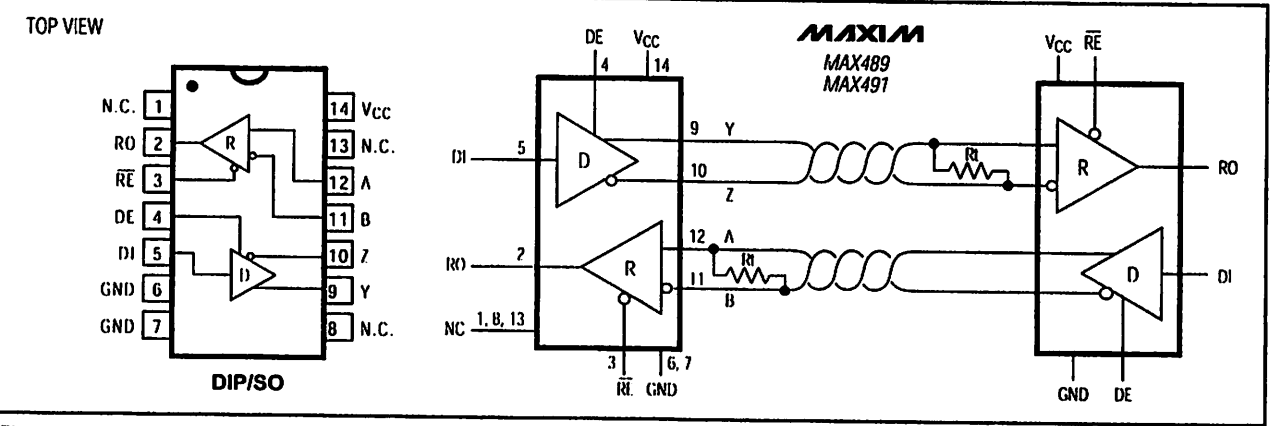 TOP VIEW
N.C. 1
RO 2
RE 3
DE 4
DI 5
GND 6
GND 7
14 VCC
13 N.C.
12 A
11 B
10 Z
9 Y
8 N.C.
R
D
DIP/SO
MAXIM
MAX489
MAX491
DE
4
VCC
14
DI 5
D
9 Y
10
Z
Rt
RO 2
R
12 A
Rt
11
B
NC 1, 8, 13
3
RE
6, 7
GND
VCC RE
R
RO
D
DI
GND DE